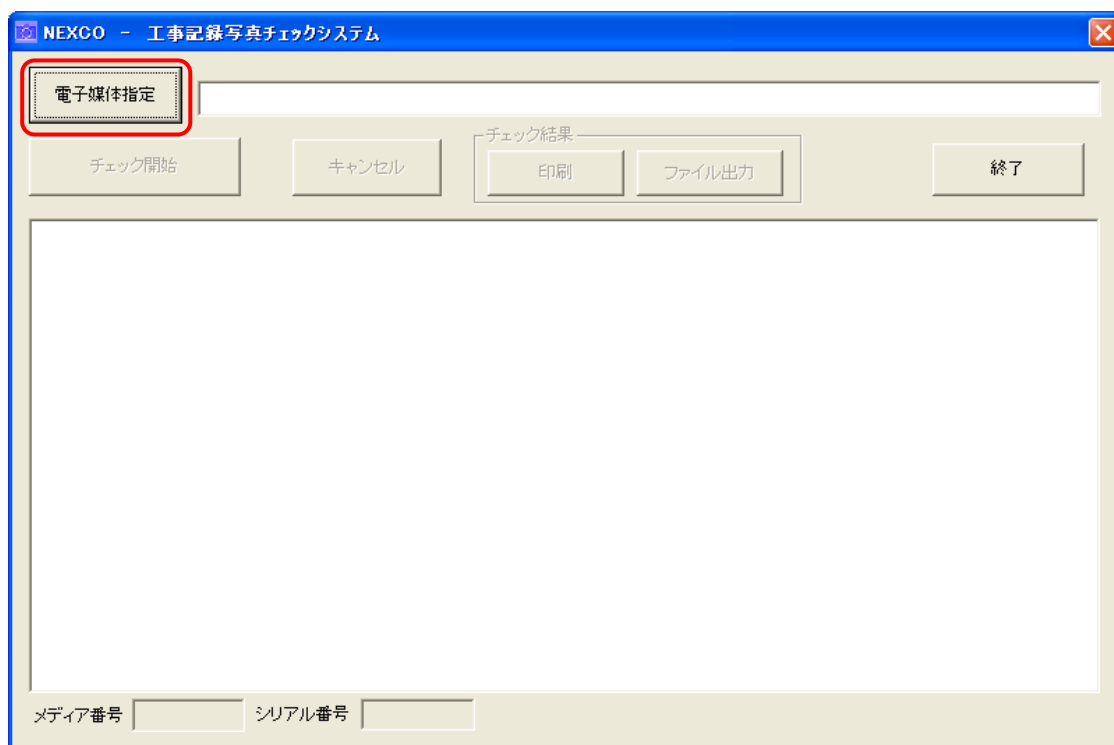 NEXCO － 工事記録写真チェックシステム
電子媒体指定
チェック結果
チェック開始 キャンセル 印刷 ファイル出力 終了
メディア番号 シリアル番号